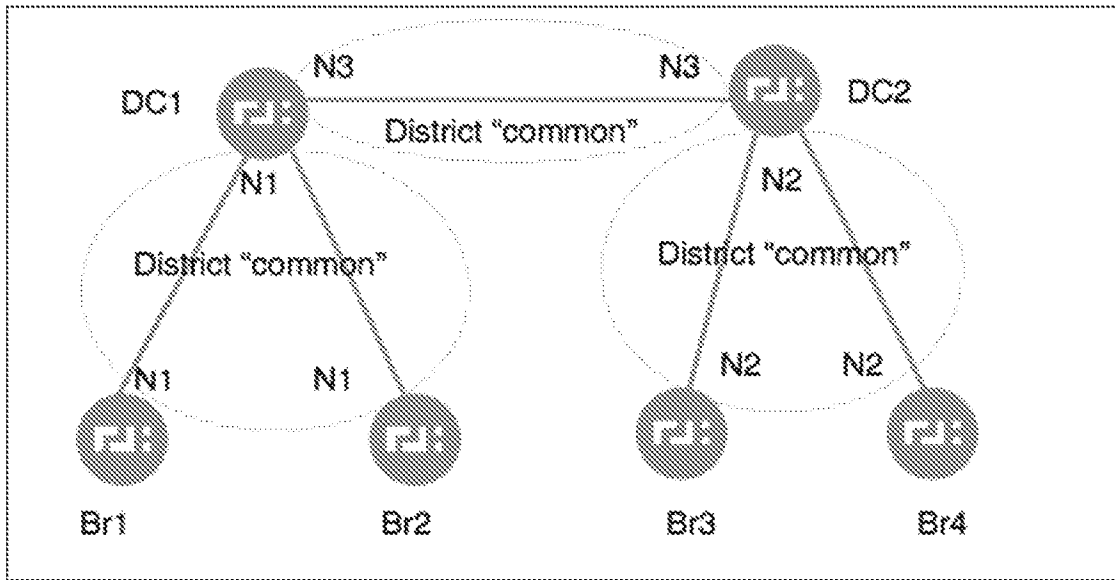 N3 N3
DC1 DC2
District “common”
N1 N2
District “common” District “common”
N1 N1 N2 N2
Br1 Br2 Br3 Br4